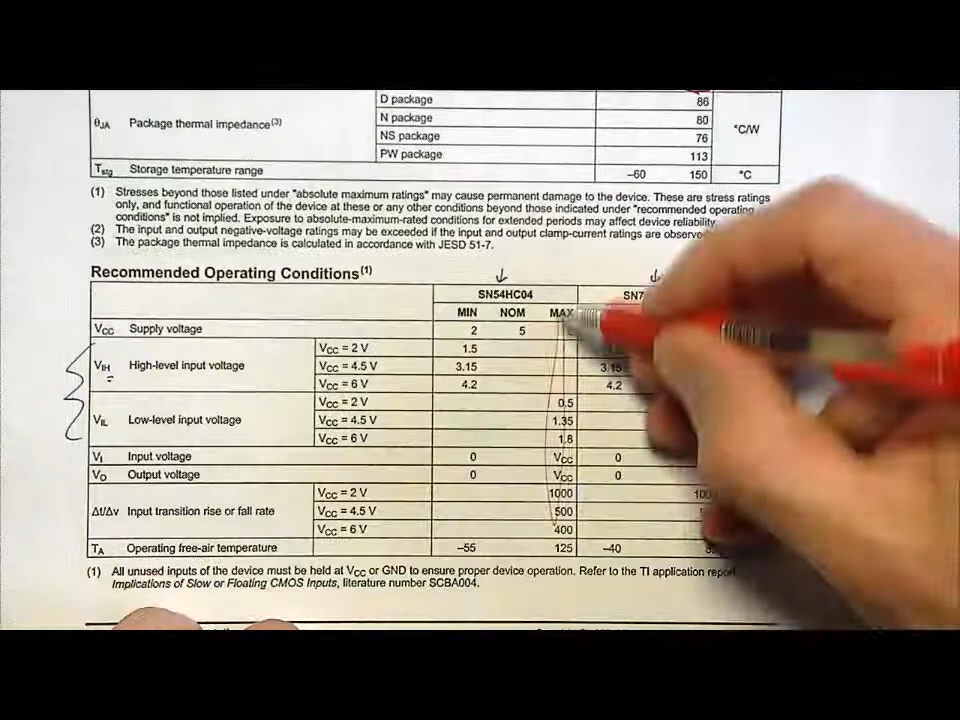 D package 86
N package 80
θJA Package thermal impedance(3) °C/W
NS package 76
PW package 113
Tstg Storage temperature range –60 150 °C
(1) Stresses beyond those listed under "absolute maximum ratings" may cause permanent damage to the device. These are stress ratings
only, and functional operation of the device at these or any other conditions beyond those indicated under "recommended operating
conditions" is not implied. Exposure to absolute-maximum-rated conditions for extended periods may affect device reliability.
(2) The input and output negative-voltage ratings may be exceeded if the input and output clamp-current ratings are
(3) The package thermal impedance is calculated in accordance with JESD 51-7.
Recommended Operating Conditions(1)
SN54HC04 SN7
MIN NOM MAX
VCC Supply voltage 2 5
VCC = 2 V 1.5
VIH High-level input voltage VCC = 4.5 V 3.15 3.15
VCC = 6 V 4.2 4.2
VCC = 2 V 0.5
VIL Low-level input voltage VCC = 4.5 V 1.35
VCC = 6 V 1.8
VI Input voltage 0 VCC 0
VO Output voltage 0 VCC 0
VCC = 2 V 1000
Δt/Δv Input transition rise or fall rate VCC = 4.5 V 500
VCC = 6 V 400
TA Operating free-air temperature –55 125 –40
(1) All unused inputs of the device must be held at VCC or GND to ensure proper device operation. Refer to the TI application report
Implications of Slow or Floating CMOS Inputs, literature number SCBA004.